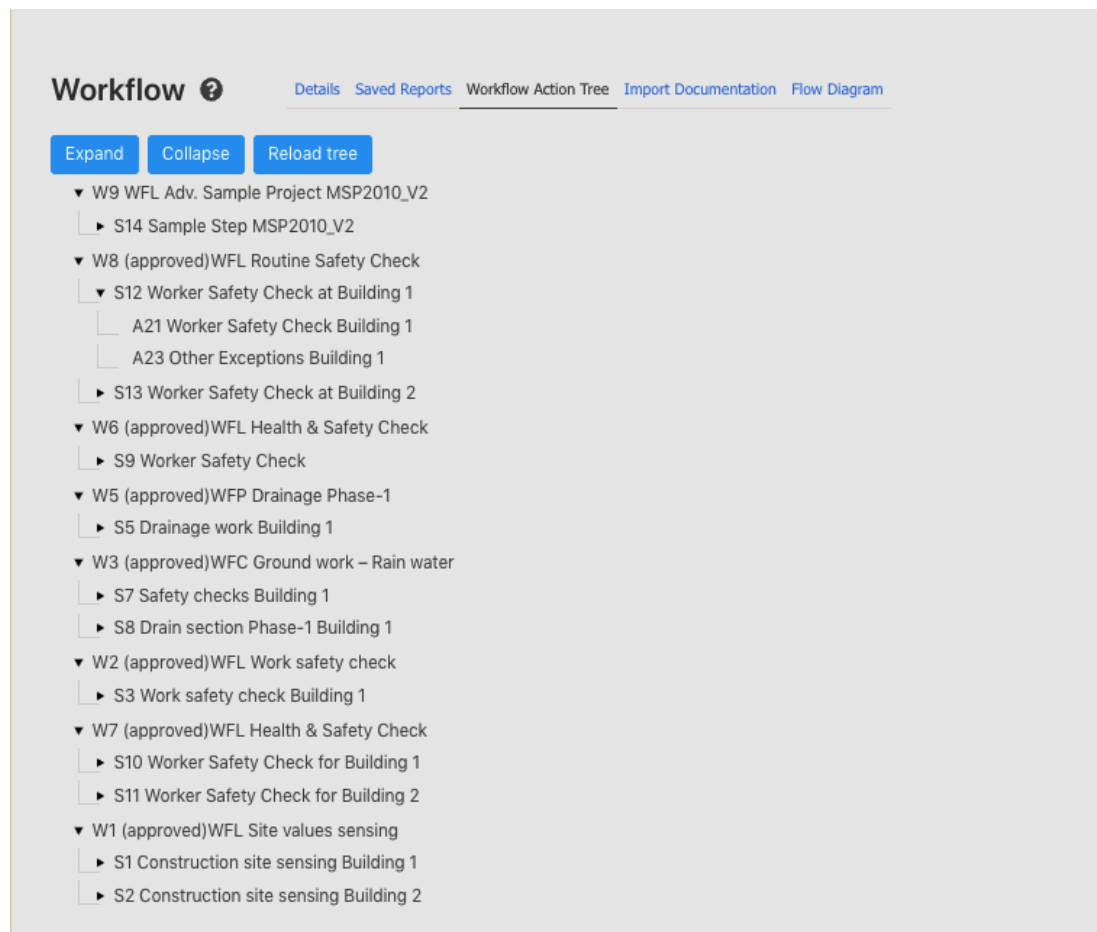 Workflow ?
Details Saved Reports Workflow Action Tree Import Documentation Flow Diagram
Expand Collapse Reload tree
W9 WFL Adv. Sample Project MSP2010_V2
S14 Sample Step MSP2010_V2
W8 (approved)WFL Routine Safety Check
S12 Worker Safety Check at Building 1
A21 Worker Safety Check Building 1
A23 Other Exceptions Building 1
S13 Worker Safety Check at Building 2
W6 (approved)WFL Health & Safety Check
S9 Worker Safety Check
W5 (approved)WFP Drainage Phase-1
S5 Drainage work Building 1
W3 (approved)WFC Ground work – Rain water
S7 Safety checks Building 1
S8 Drain section Phase-1 Building 1
W2 (approved)WFL Work safety check
S3 Work safety check Building 1
W7 (approved)WFL Health & Safety Check
S10 Worker Safety Check for Building 1
S11 Worker Safety Check for Building 2
W1 (approved)WFL Site values sensing
S1 Construction site sensing Building 1
S2 Construction site sensing Building 2